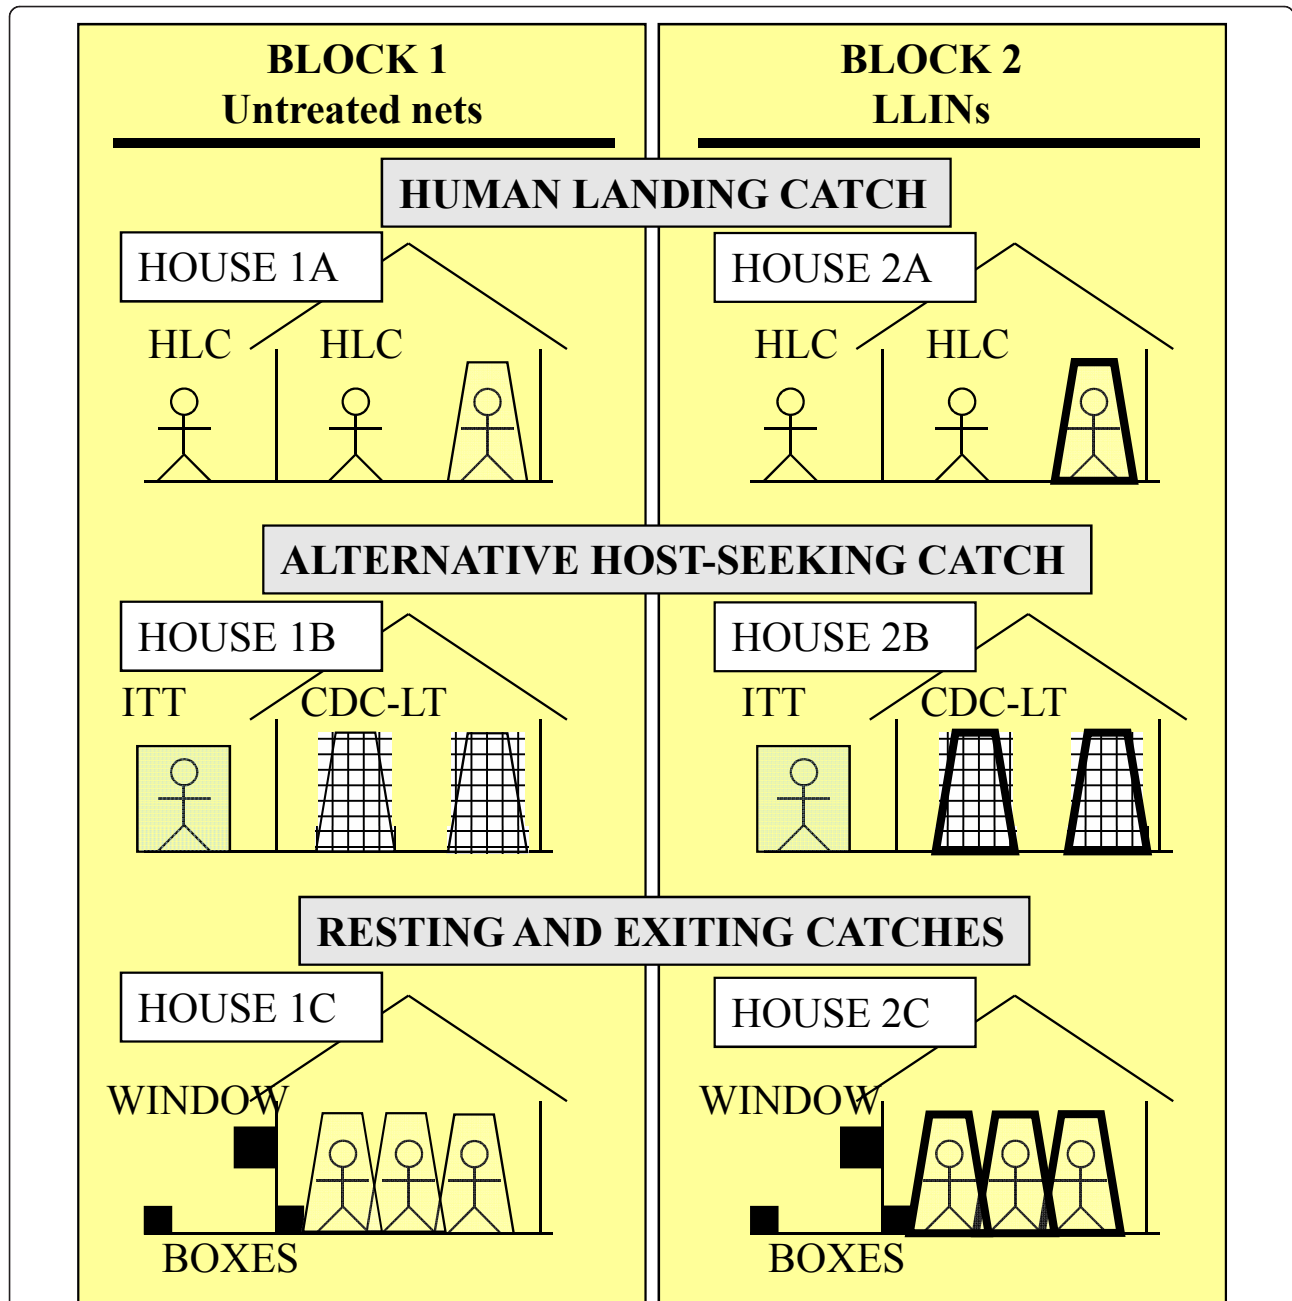 BLOCK 1
Untreated nets
BLOCK 2
LLINs
HUMAN LANDING CATCH
HOUSE 1A
HOUSE 2A
HLC HLC
HLC HLC
ALTERNATIVE HOST-SEEKING CATCH
HOUSE 1B
HOUSE 2B
ITT CDC-LT
ITT CDC-LT
RESTING AND EXITING CATCHES
HOUSE 1C
HOUSE 2C
WINDOW
WINDOW
BOXES
BOXES